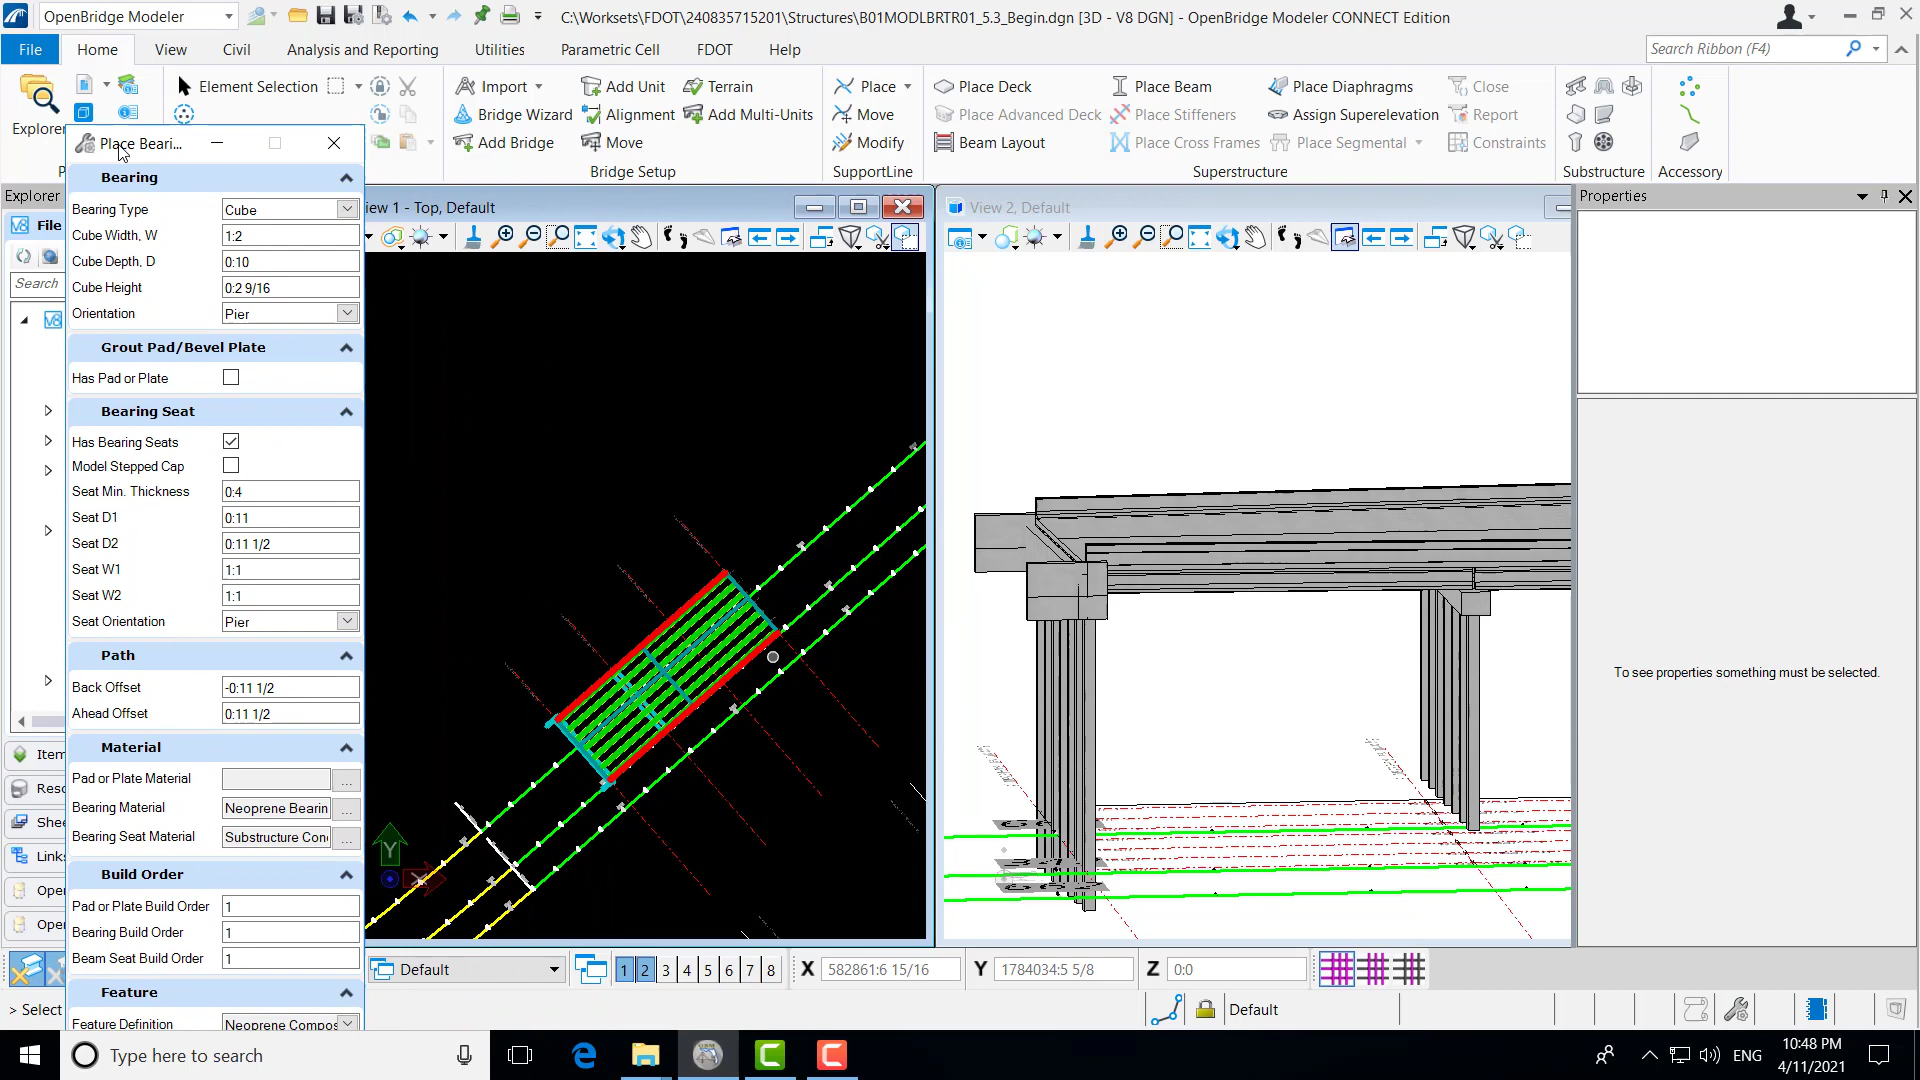 OpenBridge Modeler
C:\Worksets\FDOT\240835715201\Structures\B01MODLBRTR01_5.3_Begin.dgn [3D - V8 DGN] - OpenBridge Modeler CONNECT Edition
File Home View Civil Analysis and Reporting Utilities Parametric Cell FDOT Help
Search Ribbon (F4)
Explorer
Element Selection
Import
Bridge Wizard
Add Bridge
Add Unit
Alignment
Move
Terrain
Add Multi-Units
Bridge Setup
Place
Move
Modify
SupportLine
Place Deck
Place Advanced Deck
Beam Layout
Place Beam
Place Stiffeners
Place Cross Frames
Place Diaphragms
Assign Superelevation
Place Segmental
Close
Report
Constraints
Superstructure
Substructure
Accessory
Explorer
File
Search
Item
Reso
Shee
Links
Open
Open
Place Beari...
Bearing
Bearing Type Cube
Cube Width, W 1:2
Cube Depth, D 0:10
Cube Height 0:2 9/16
Orientation Pier
Grout Pad/Bevel Plate
Has Pad or Plate
Bearing Seat
Has Bearing Seats
Model Stepped Cap
Seat Min. Thickness 0:4
Seat D1 0:11
Seat D2 0:11 1/2
Seat W1 1:1
Seat W2 1:1
Seat Orientation Pier
Path
Back Offset -0:11 1/2
Ahead Offset 0:11 1/2
Material
Pad or Plate Material ...
Bearing Material Neoprene Bearin ...
Bearing Seat Material Substructure Con ...
Build Order
Pad or Plate Build Order 1
Bearing Build Order 1
Beam Seat Build Order 1
Feature
Feature Definition Neoprene Compos
iew 1 - Top, Default
Y
X
View 2, Default
Properties
To see properties something must be selected.
Default 1 2 3 4 5 6 7 8 X 582861:6 15/16 Y 1784034:5 5/8 Z 0:0
> Select
Default
Type here to search
ENG
10:48 PM
4/11/2021